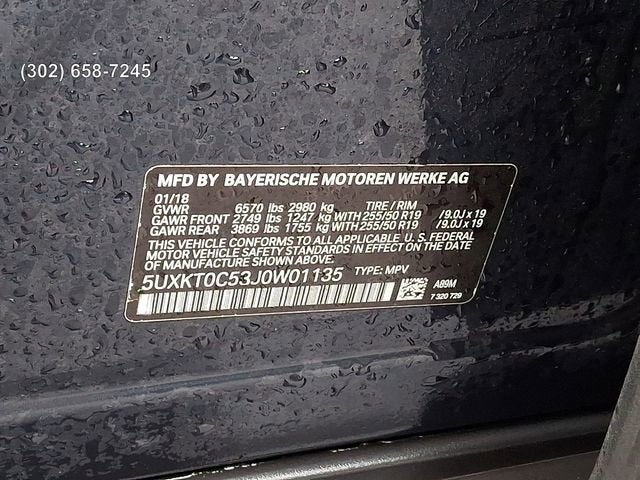 (302) 658-7245
MFD BY BAYERISCHE MOTOREN WERKE AG
01/18
GVWR 6570 lbs 2980 kg TIRE / RIM
GAWR FRONT 2749 lbs 1247 kg WITH 255/50 R19 /9.0J x 19
GAWR REAR 3869 lbs 1755 kg WITH 255/50 R19 /9.0J x 19
THIS VEHICLE CONFORMS TO ALL APPLICABLE U. S. FEDERAL
MOTOR VEHICLE SAFETY STANDARDS IN EFFECT ON THE DATE
OF MANUFACTURE SHOWN ABOVE.
5UXKT0C53J0W01135 TYPE: MPV
A89M
7 320 729